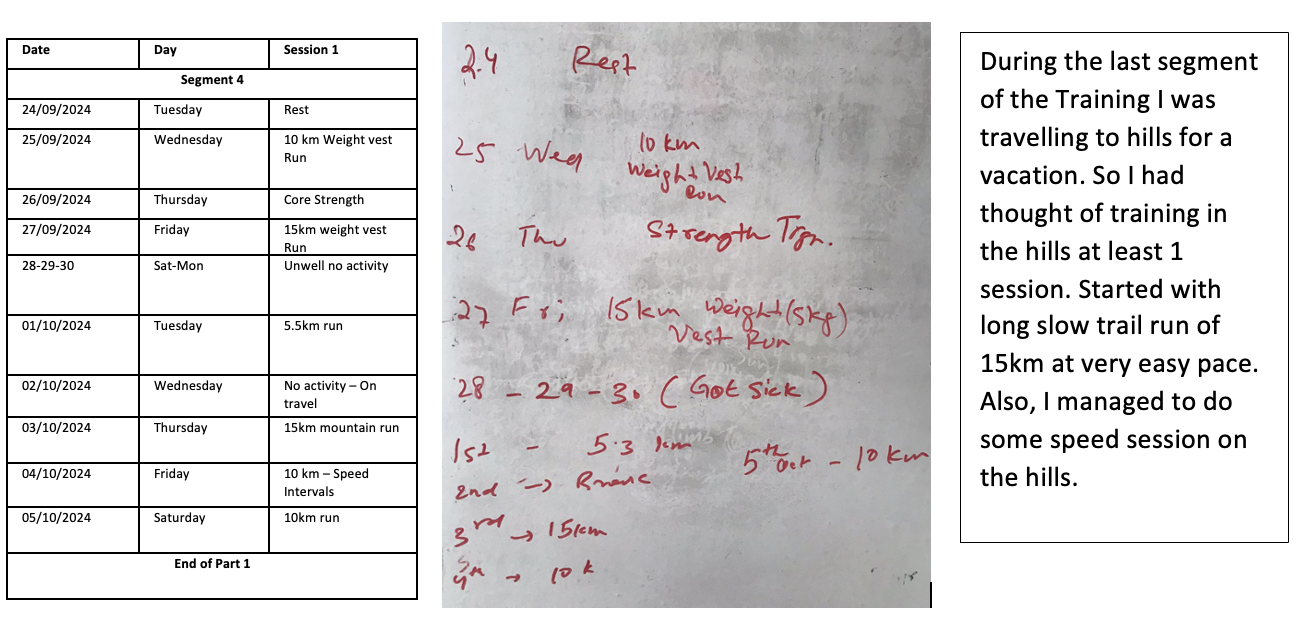 Date Day Session 1
Segment 4
24/09/2024 Tuesday Rest
25/09/2024 Wednesday 10 km Weight vest
Run
26/09/2024 Thursday Core Strength
27/09/2024 Friday 15km weight vest
Run
28-29-30 Sat-Mon Unwell no activity
01/10/2024 Tuesday 5.5km run
02/10/2024 Wednesday No activity – On
travel
03/10/2024 Thursday 15km mountain run
04/10/2024 Friday 10 km – Speed
Intervals
05/10/2024 Saturday 10km run
End of Part 1
24 Rest
25 Wed 10 km
Weight Vest
Run
26 Thu Strength Trgn.
27 Fri; 15km Weight (5kg)
Vest Run
28 - 29 - 30 (Got Sick)
1st - 5.3 km
5th Oct - 10 km
2nd →
3rd → 15km
4th → 10 k
During the last segment
of the Training I was
travelling to hills for a
vacation. So I had
thought of training in
the hills at least 1
session. Started with
long slow trail run of
15km at very easy pace.
Also, I managed to do
some speed session on
the hills.